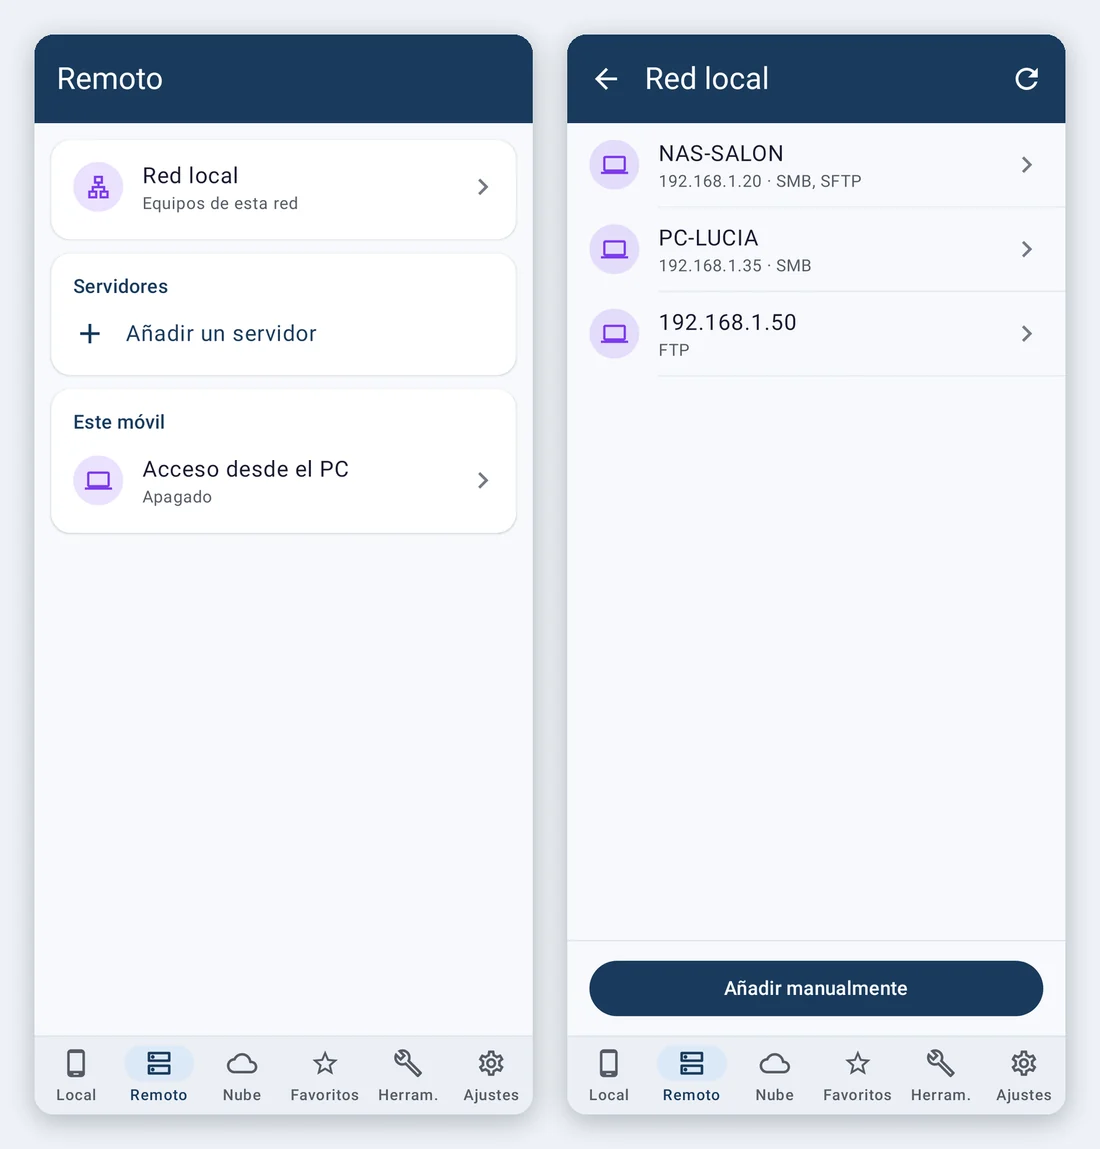 Remoto
Red local
Equipos de esta red
Servidores
Añadir un servidor
Este móvil
Acceso desde el PC
Apagado
Local
Remoto
Nube
Favoritos
Herram.
Ajustes
Red local
NAS-SALON
192.168.1.20 · SMB, SFTP
PC-LUCIA
192.168.1.35 · SMB
192.168.1.50
FTP
Añadir manualmente
Local
Remoto
Nube
Favoritos
Herram.
Ajustes